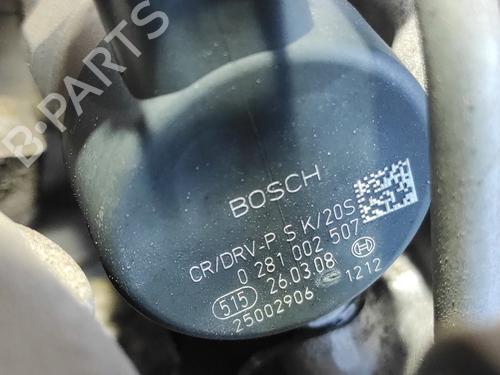 B-PARTS
BOSCH
CR/DRV-P S K/20S
0 281 002 507
515 26.03.08
25002906 1212